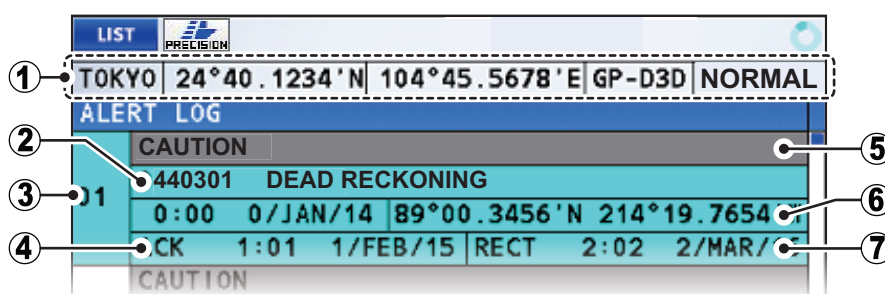 LIST PRECISION
1 TOKYO 24°40.1234'N 104°45.5678'E GP-D3D NORMAL
ALERT LOG
2 CAUTION 5
440301 DEAD RECKONING
3 01 0:00 0/JAN/14 89°00.3456'N 214°19.7654 6
4 CK 1:01 1/FEB/15 RECT 2:02 2/MAR/ 7
CAUTION